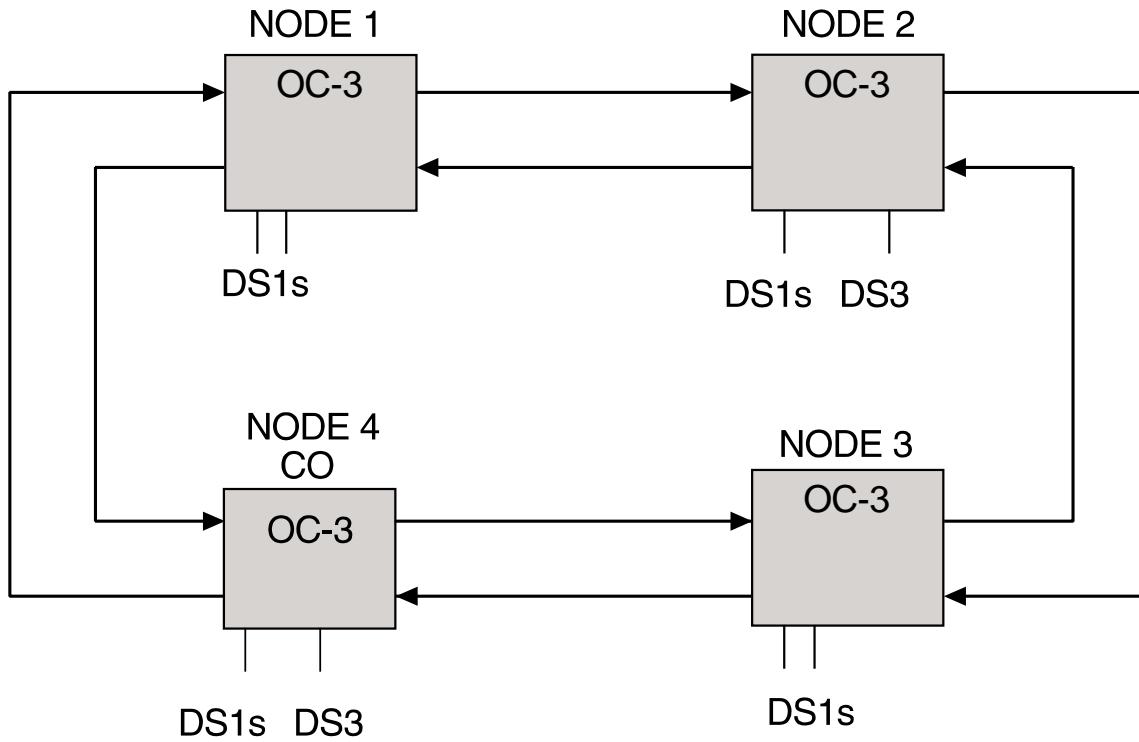 NODE 1
OC-3
DS1s
NODE 2
OC-3
DS1s DS3
NODE 4
CO
OC-3
DS1s DS3
NODE 3
OC-3
DS1s